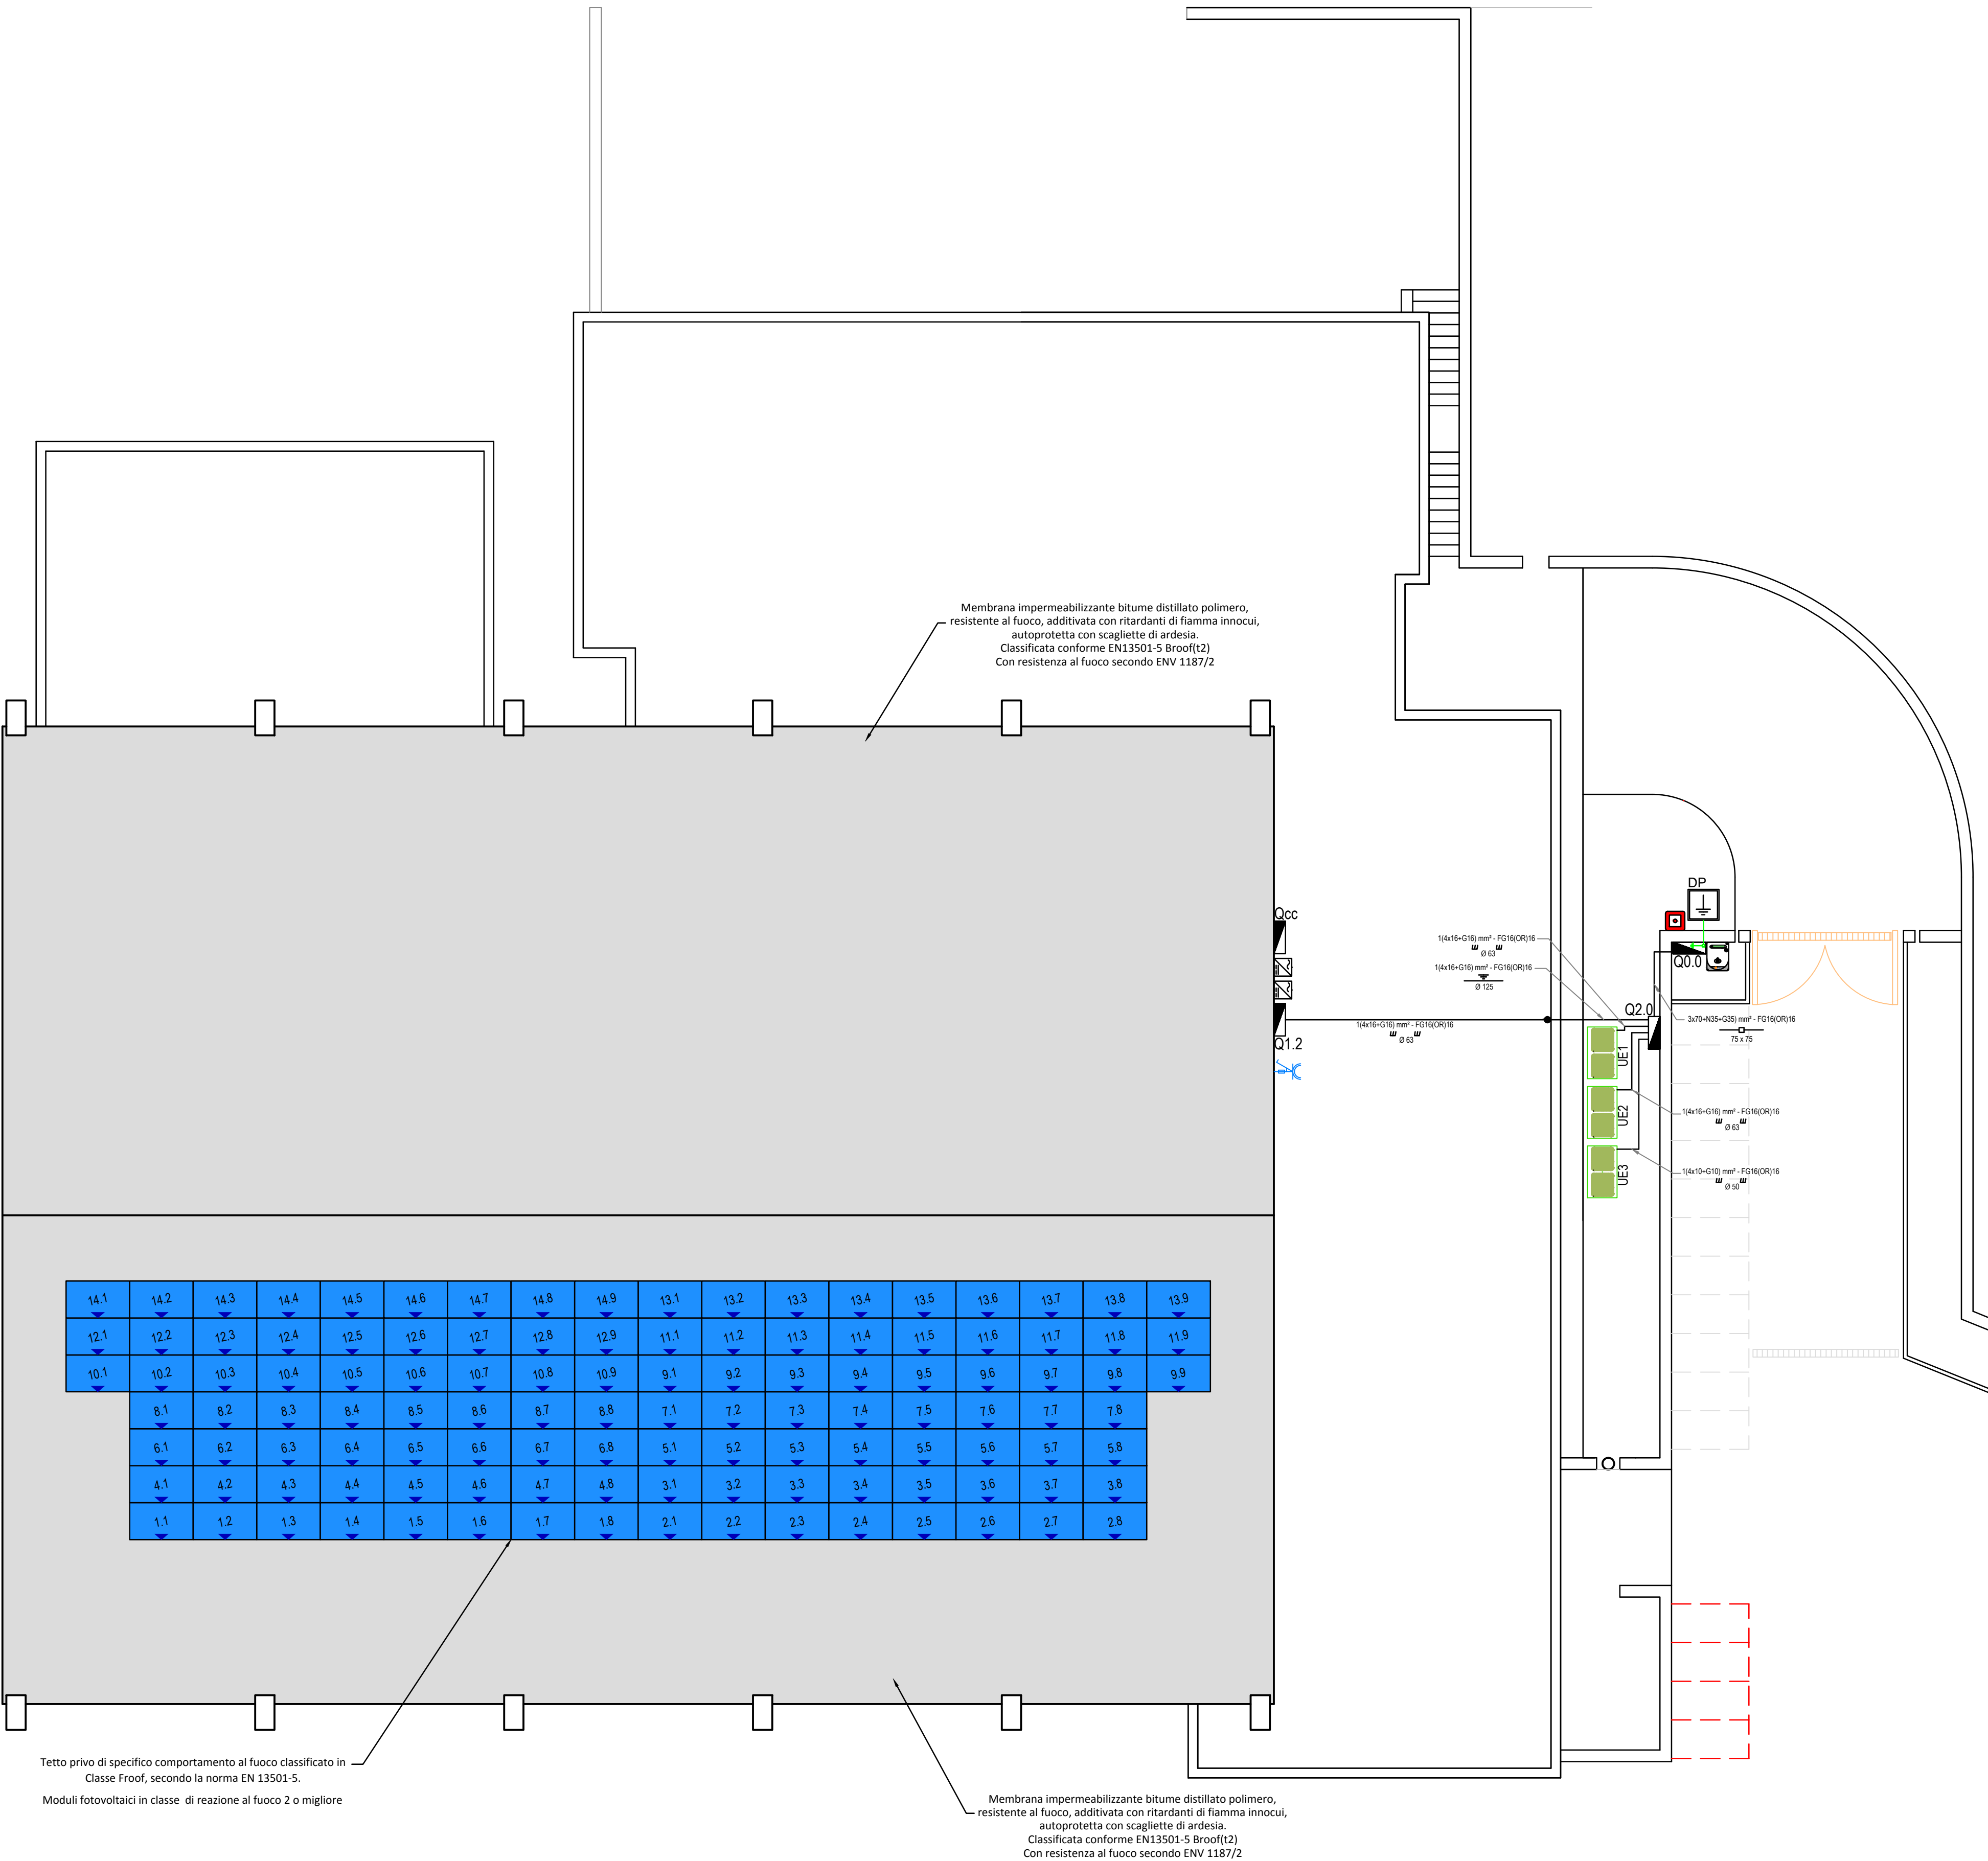 Membrana impermeabilizzante bitume distillato polimero,
resistente al fuoco, additivata con ritardanti di fiamma innocui,
autoprotetta con scagliette di ardesia.
Classificata conforme EN13501-5 Broof(t2)
Con resistenza al fuoco secondo ENV 1187/2
DP
Qcc
Q0.0
1(4x16+G16) mm² - FG16(OR)16
Ø 63
1(4x16+G16) mm² - FG16(OR)16
Ø 125
Q2.0
3x70+N35+G35) mm² - FG16(OR)16
75 x 75
1(4x16+G16) mm² - FG16(OR)16
Ø 63
Q1.2
UE1
UE2
1(4x16+G16) mm² - FG16(OR)16
Ø 63
UE3
1(4x10+G10) mm² - FG16(OR)16
Ø 50
14.1 14.2 14.3 14.4 14.5 14.6 14.7 14.8 14.9 13.1 13.2 13.3 13.4 13.5 13.6 13.7 13.8 13.9
12.1 12.2 12.3 12.4 12.5 12.6 12.7 12.8 12.9 11.1 11.2 11.3 11.4 11.5 11.6 11.7 11.8 11.9
10.1 10.2 10.3 10.4 10.5 10.6 10.7 10.8 10.9 9.1 9.2 9.3 9.4 9.5 9.6 9.7 9.8 9.9
8.1 8.2 8.3 8.4 8.5 8.6 8.7 8.8 7.1 7.2 7.3 7.4 7.5 7.6 7.7 7.8
6.1 6.2 6.3 6.4 6.5 6.6 6.7 6.8 5.1 5.2 5.3 5.4 5.5 5.6 5.7 5.8
4.1 4.2 4.3 4.4 4.5 4.6 4.7 4.8 3.1 3.2 3.3 3.4 3.5 3.6 3.7 3.8
1.1 1.2 1.3 1.4 1.5 1.6 1.7 1.8 2.1 2.2 2.3 2.4 2.5 2.6 2.7 2.8
Tetto privo di specifico comportamento al fuoco classificato in
Classe Froof, secondo la norma EN 13501-5.
Moduli fotovoltaici in classe di reazione al fuoco 2 o migliore
Membrana impermeabilizzante bitume distillato polimero,
resistente al fuoco, additivata con ritardanti di fiamma innocui,
autoprotetta con scagliette di ardesia.
Classificata conforme EN13501-5 Broof(t2)
Con resistenza al fuoco secondo ENV 1187/2